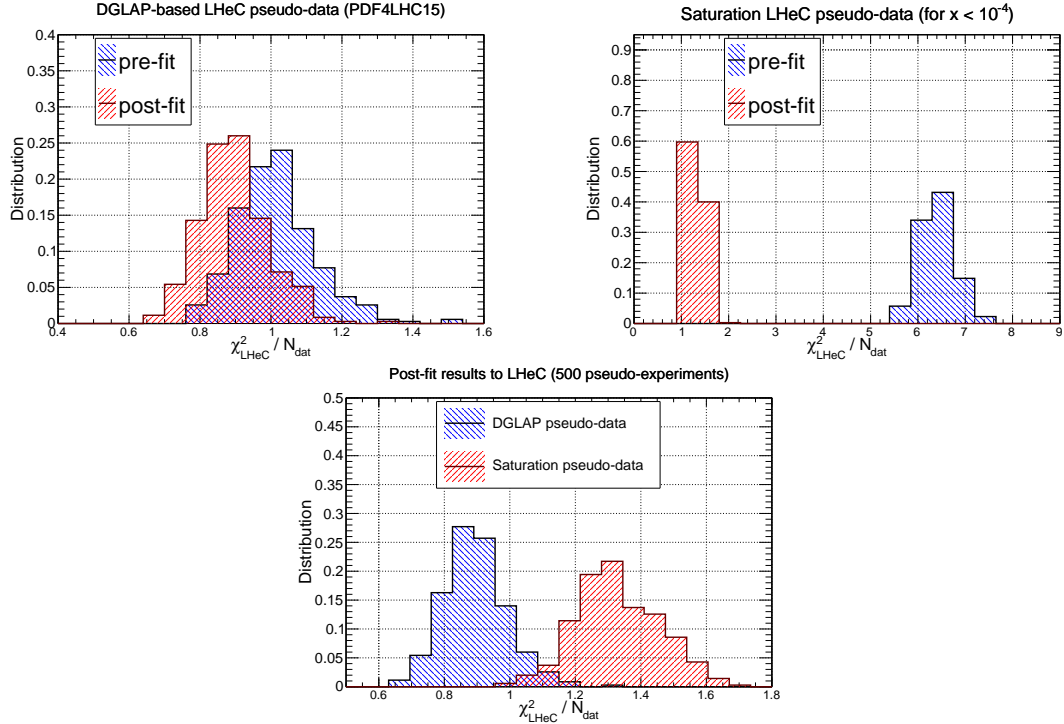 DGLAP-based LHeC pseudo-data (PDF4LHC15)
0.4
0.35
0.3
0.25
0.2
0.15
0.1
0.05
0
Distribution
pre-fit
post-fit
0.4 0.6 0.8 1 1.2 1.4 1.6
χ²_LHeC / N_dat
Saturation LHeC pseudo-data (for x < 10⁻⁴)
0.9
0.8
0.7
0.6
0.5
0.4
0.3
0.2
0.1
0
Distribution
pre-fit
post-fit
0 1 2 3 4 5 6 7 8 9
χ²_LHeC / N_dat
Post-fit results to LHeC (500 pseudo-experiments)
0.5
0.45
0.4
0.35
0.3
0.25
0.2
0.15
0.1
0.05
0
Distribution
DGLAP pseudo-data
Saturation pseudo-data
0.6 0.8 1 1.2 1.4 1.6 1.8
χ²_LHeC / N_dat